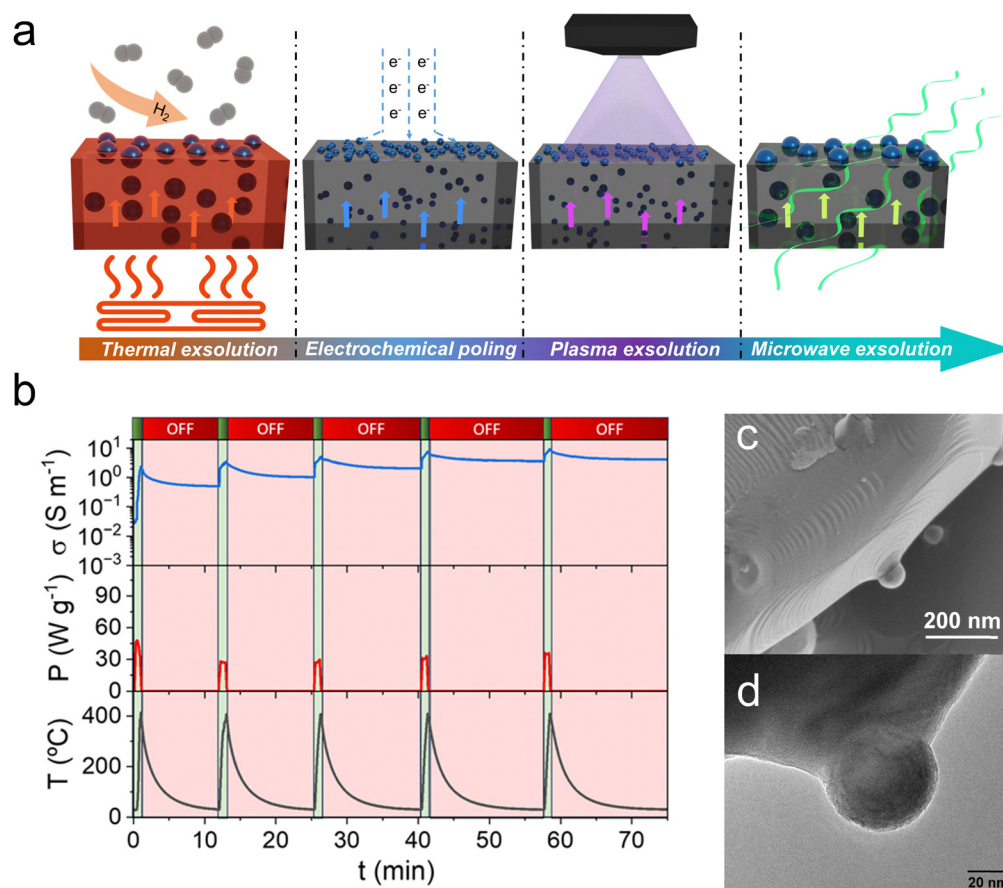 a
H₂
e⁻ e⁻
e⁻ e⁻
e⁻ e⁻
Thermal exsolution
Electrochemical poling
Plasma exsolution
Microwave exsolution
b
OFF OFF OFF OFF OFF
σ (S m⁻¹)
10¹
10⁰
10⁻¹
10⁻²
10⁻³
P (W g⁻¹)
90
60
30
0
T (ºC)
400
200
0
0 10 20 30 40 50 60 70
t (min)
c
200 nm
d
20 nm